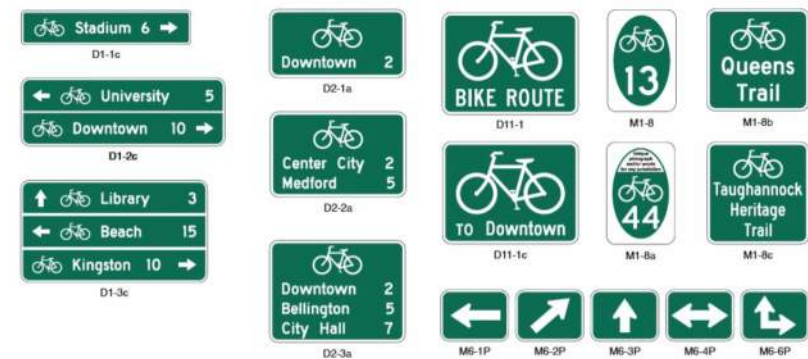 Stadium 6 →
D1-1c
← University 5
Downtown 10 →
D1-2c
↑ Library 3
← Beach 15
Kingston 10 →
D1-3c
Downtown 2
D2-1a
Center City 2
Medford 5
D2-2a
Downtown 2
Bellington 5
City Hall 7
D2-3a
BIKE ROUTE
D11-1
13
M1-8
Queens
Trail
M1-8b
TO Downtown
D11-1c
44
M1-8a
Taughannock
Heritage
Trail
M1-8c
M6-1P
M6-2P
M6-3P
M6-4P
M6-6P